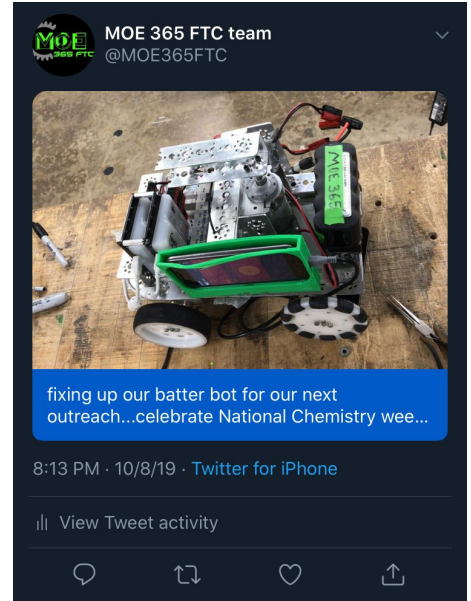 MOE
365 FTC
MOE 365 FTC team
@MOE365FTC
MOE 365
fixing up our batter bot for our next
outreach...celebrate National Chemistry wee...
8:13 PM · 10/8/19 · Twitter for iPhone
View Tweet activity